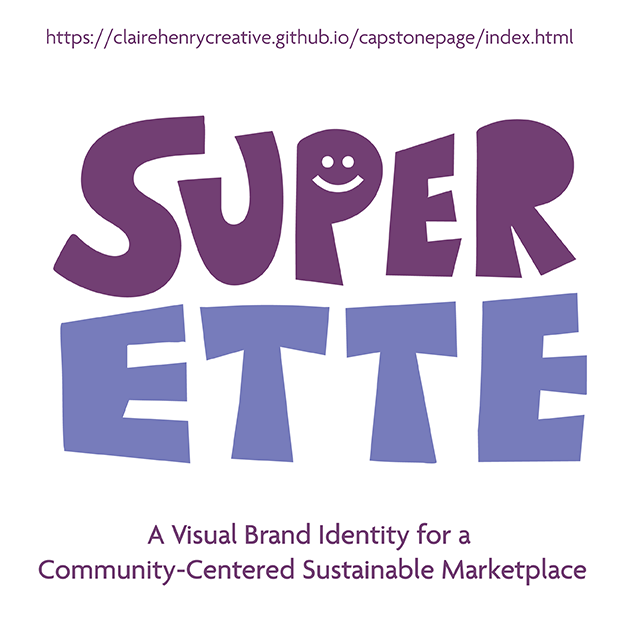 https://clairehenrycreative.github.io/capstonepage/index.html
SUPER
ETTE
A Visual Brand Identity for a
Community-Centered Sustainable Marketplace